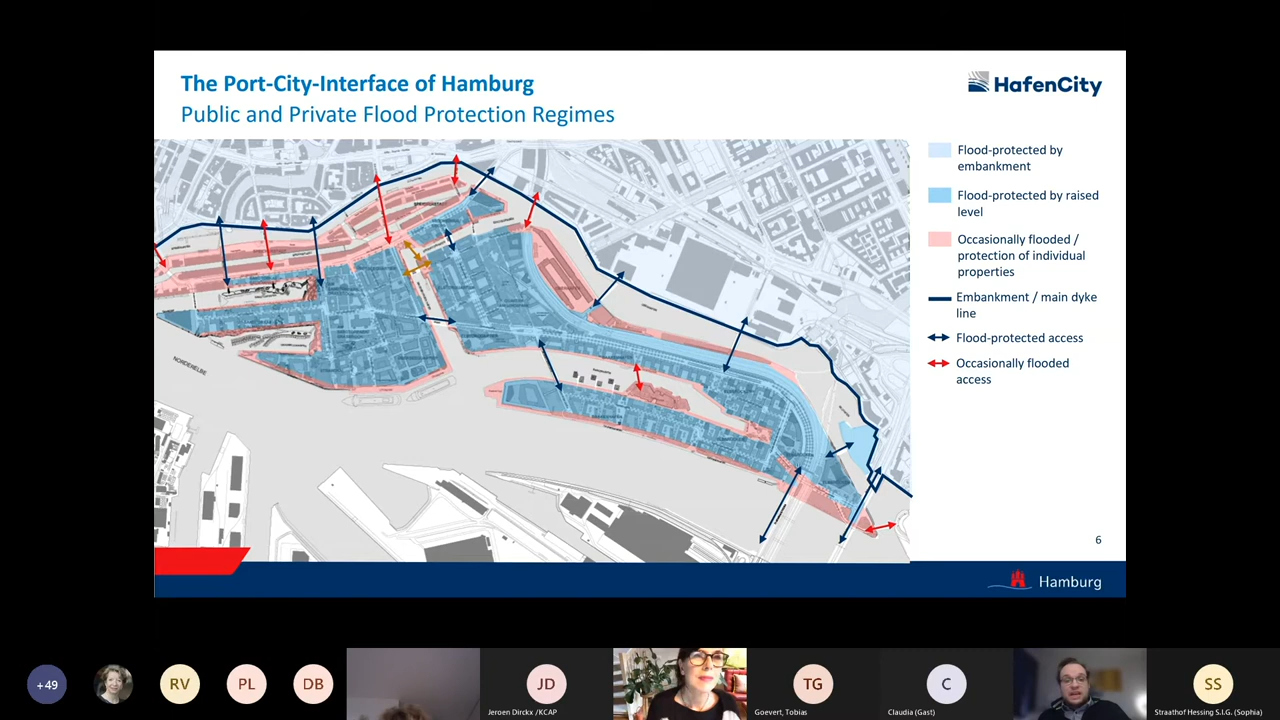 The Port-City-Interface of Hamburg
Public and Private Flood Protection Regimes
HafenCity
Flood-protected by
embankment
Flood-protected by raised
level
Occasionally flooded /
protection of individual
properties
Embankment / main dyke
line
Flood-protected access
Occasionally flooded
access
NORDERELBE
6
Hamburg
+49
RV
PL
DB
JD
Jeroen Dirckx /KCAP
TG
Goevert, Tobias
C
Claudia (Gast)
SS
Straathof Hessing S.I.G. (Sophia)